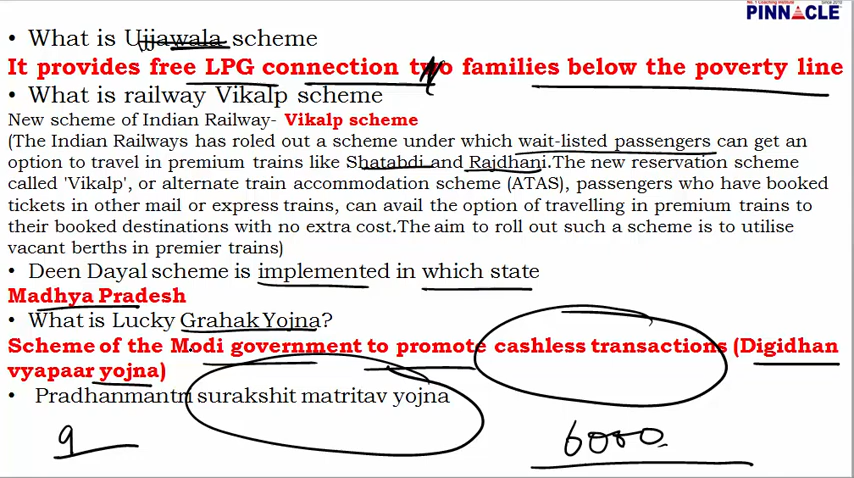 PINNACLE
• What is Ujjawala scheme
It provides free LPG connection two families below the poverty line
• What is railway Vikalp scheme
New scheme of Indian Railway- Vikalp scheme
(The Indian Railways has roled out a scheme under which wait-listed passengers can get an
option to travel in premium trains like Shatabdi and Rajdhani.The new reservation scheme
called 'Vikalp', or alternate train accommodation scheme (ATAS), passengers who have booked
tickets in other mail or express trains, can avail the option of travelling in premium trains to
their booked destinations with no extra cost.The aim to roll out such a scheme is to utilise
vacant berths in premier trains)
• Deen Dayal scheme is implemented in which state
Madhya Pradesh
• What is Lucky Grahak Yojna?
Scheme of the Modi government to promote cashless transactions (Digidhan
vyapaar yojna)
• Pradhanmantri surakshit matritav yojna
9 6000